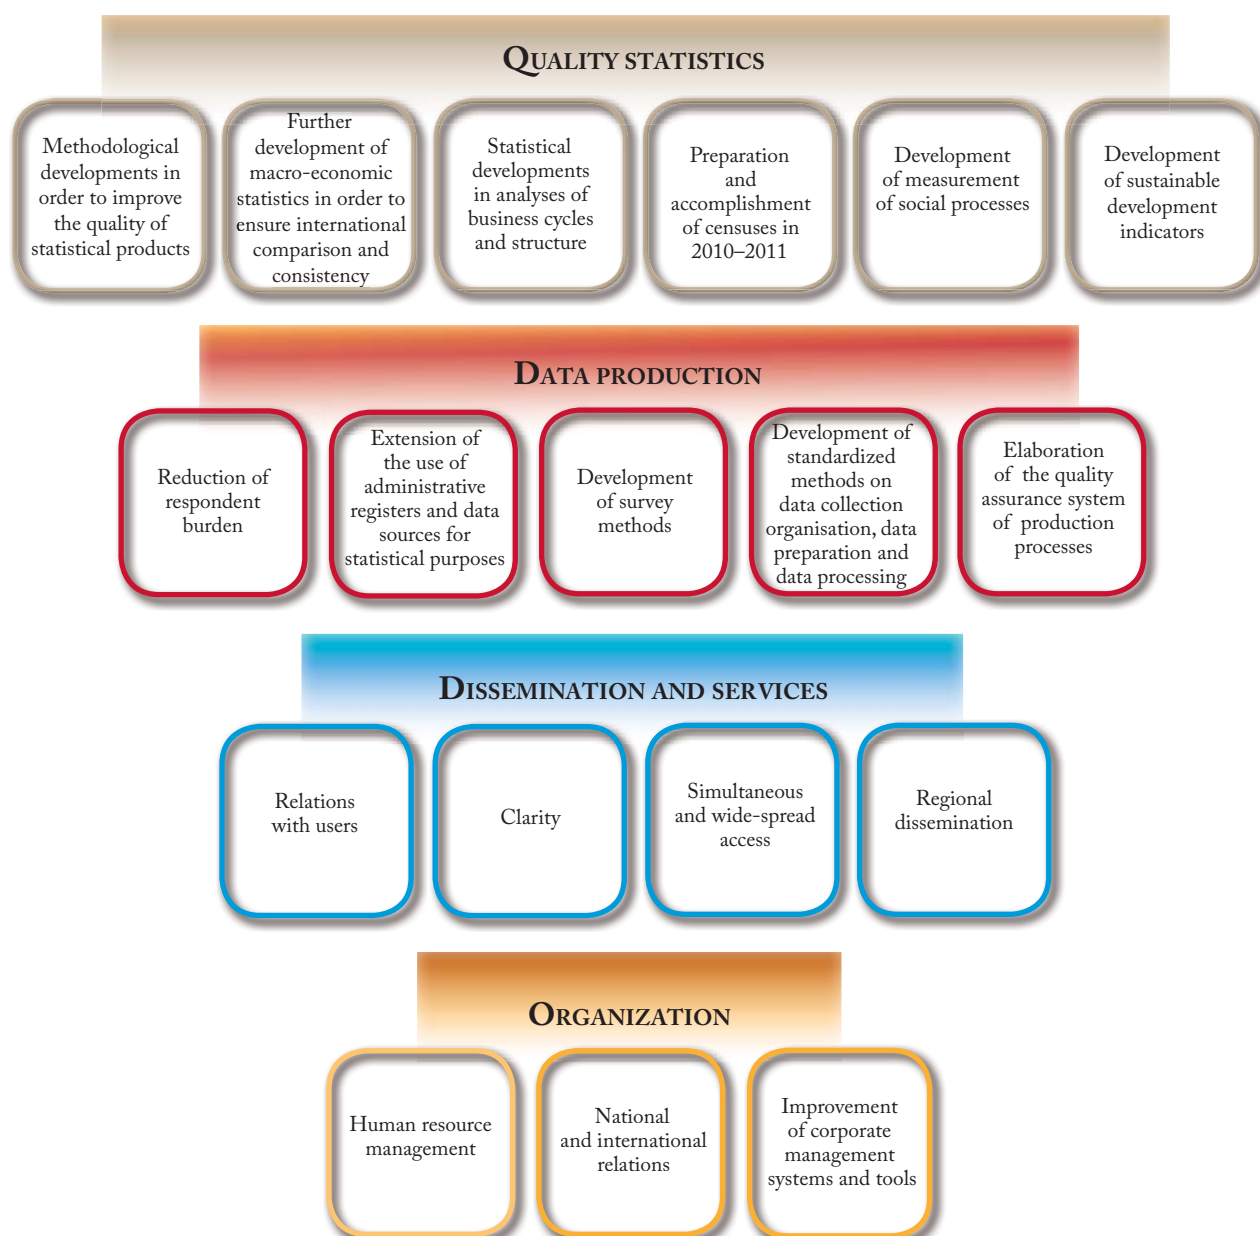 QUALITY STATISTICS
Methodological
developments in
order to improve
the quality of
statistical products
Further
development of
macro-economic
statistics in order to
ensure international
comparison and
consistency
Statistical
developments
in analyses of
business cycles
and structure
Preparation
and
accomplishment
of censuses in
2010–2011
Development
of measurement
of social processes
Development
of sustainable
development
indicators
DATA PRODUCTION
Reduction of
respondent
burden
Extension of
the use of
administrative
registers and data
sources for
statistical purposes
Development
of survey
methods
Development of
standardized
methods on
data collection
organisation, data
preparation and
data processing
Elaboration
of the quality
assurance system
of production
processes
DISSEMINATION AND SERVICES
Relations
with users
Clarity
Simultaneous
and wide-spread
access
Regional
dissemination
ORGANIZATION
Human resource
management
National
and international
relations
Improvement
of corporate
management
systems and tools